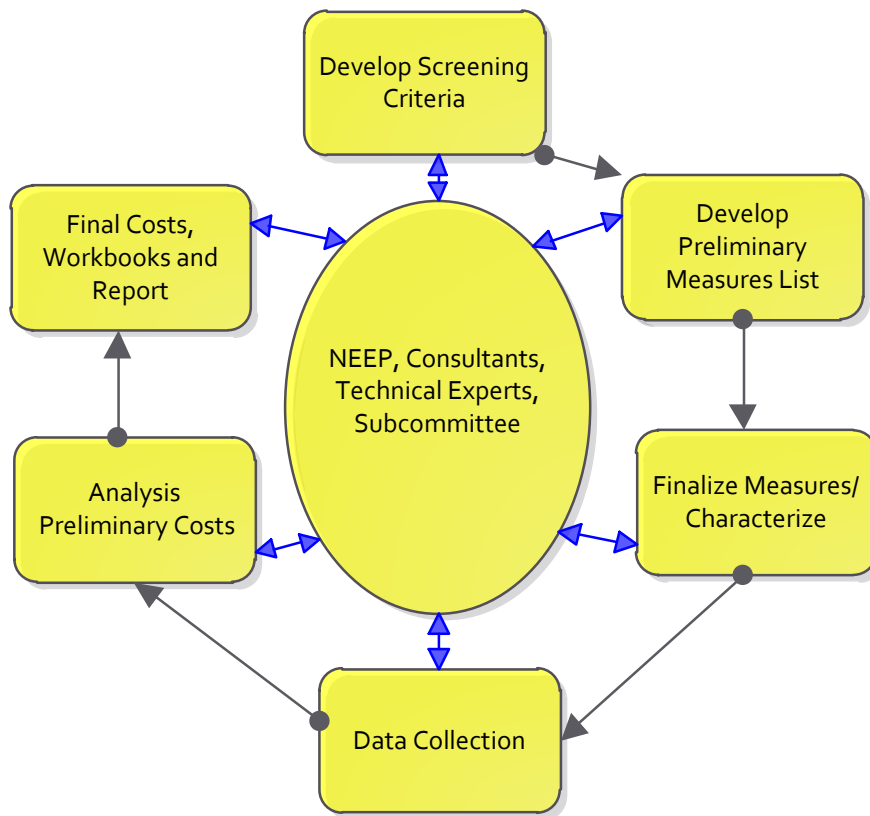 Develop Screening
Criteria
Develop
Preliminary
Measures List
Final Costs,
Workbooks and
Report
NEEP, Consultants,
Technical Experts,
Subcommittee
Analysis
Preliminary Costs
Finalize Measures/
Characterize
Data Collection